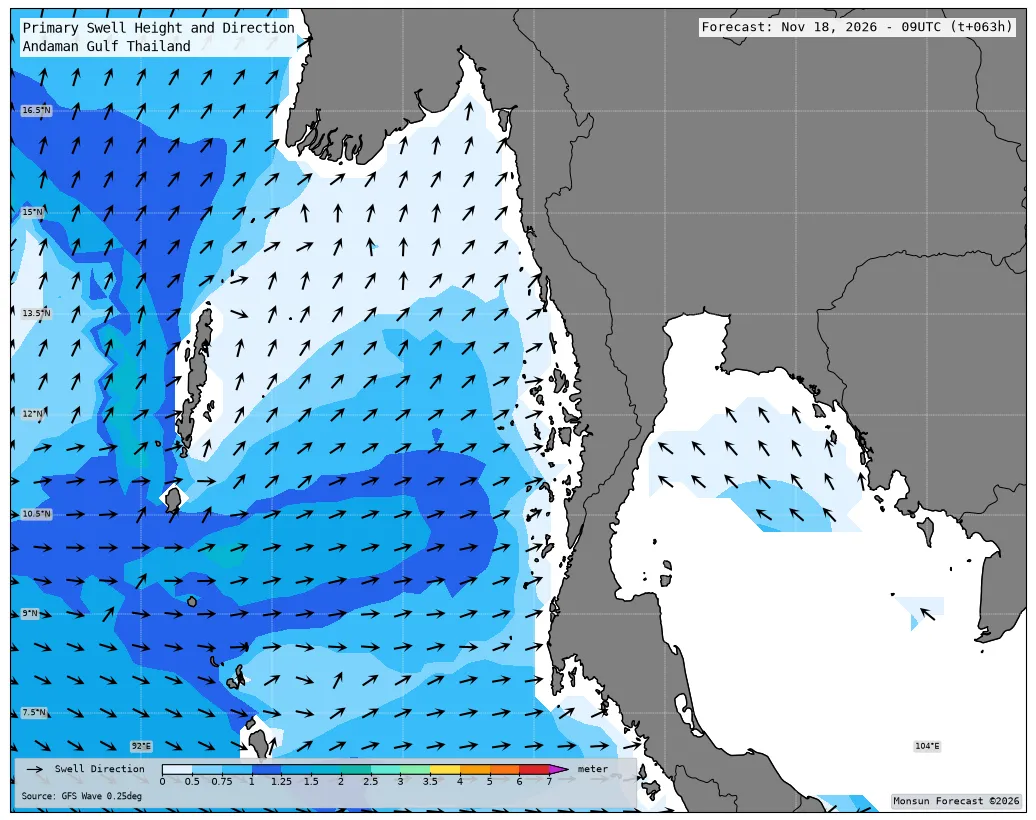 Primary Swell Height and Direction
Andaman Gulf Thailand
Forecast: Nov 18, 2026 - 09UTC (t+063h)
16.5°N
15°N
13.5°N
12°N
10.5°N
9°N
7.5°N
92°E
104°E
Swell Direction
0 0.5 0.75 1.25 1.5 2 2.5 3 3.5 4 5 6 7
meter
Source: GFS Wave 0.25deg
Monsun Forecast ©2026